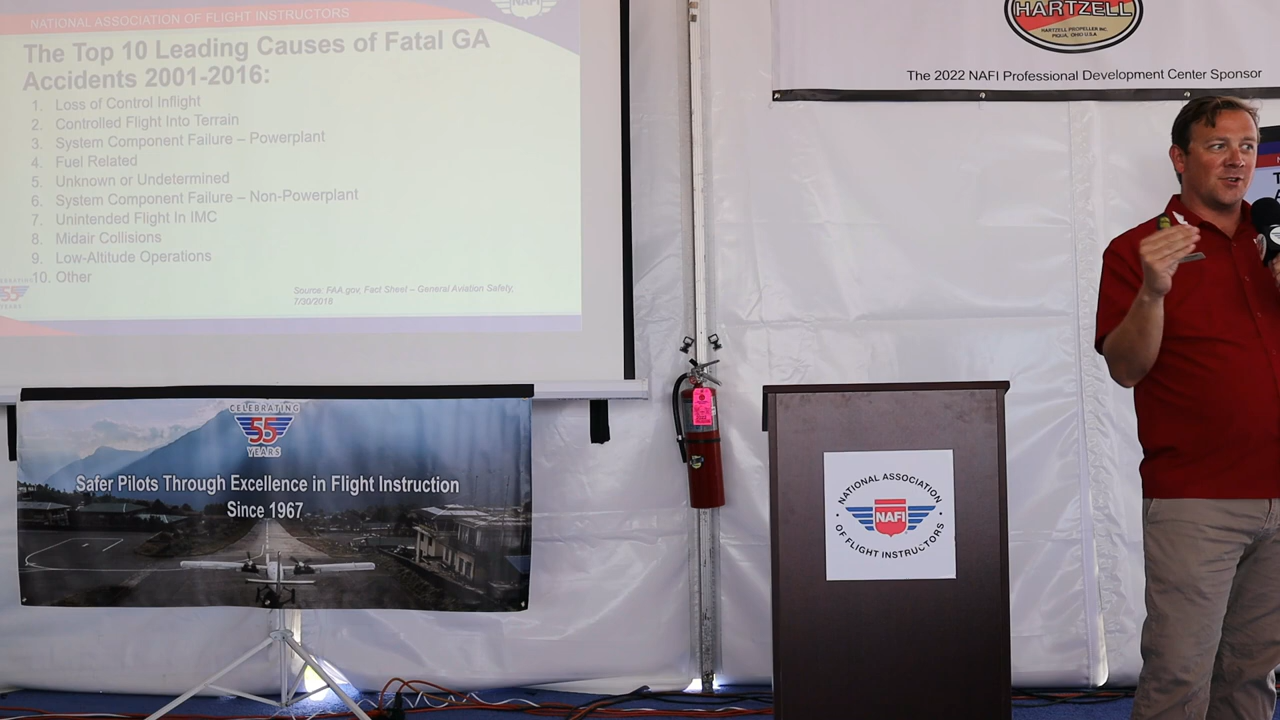 NATIONAL ASSOCIATION OF FLIGHT INSTRUCTORS
NAFI
The Top 10 Leading Causes of Fatal GA
Accidents 2001-2016:
1. Loss of Control Inflight
2. Controlled Flight Into Terrain
3. System Component Failure – Powerplant
4. Fuel Related
5. Unknown or Undetermined
6. System Component Failure – Non-Powerplant
7. Unintended Flight In IMC
8. Midair Collisions
9. Low-Altitude Operations
10. Other
55
YEARS
Source: FAA.gov, Fact Sheet – General Aviation Safety,
7/30/2018
HARTZELL
HARTZELL PROPELLER INC.
PIQUA, OHIO U.S.A.
The 2022 NAFI Professional Development Center Sponsor
CELEBRATING
55
YEARS
Safer Pilots Through Excellence in Flight Instruction
Since 1967
NATIONAL ASSOCIATION
NAFI
OF FLIGHT INSTRUCTORS